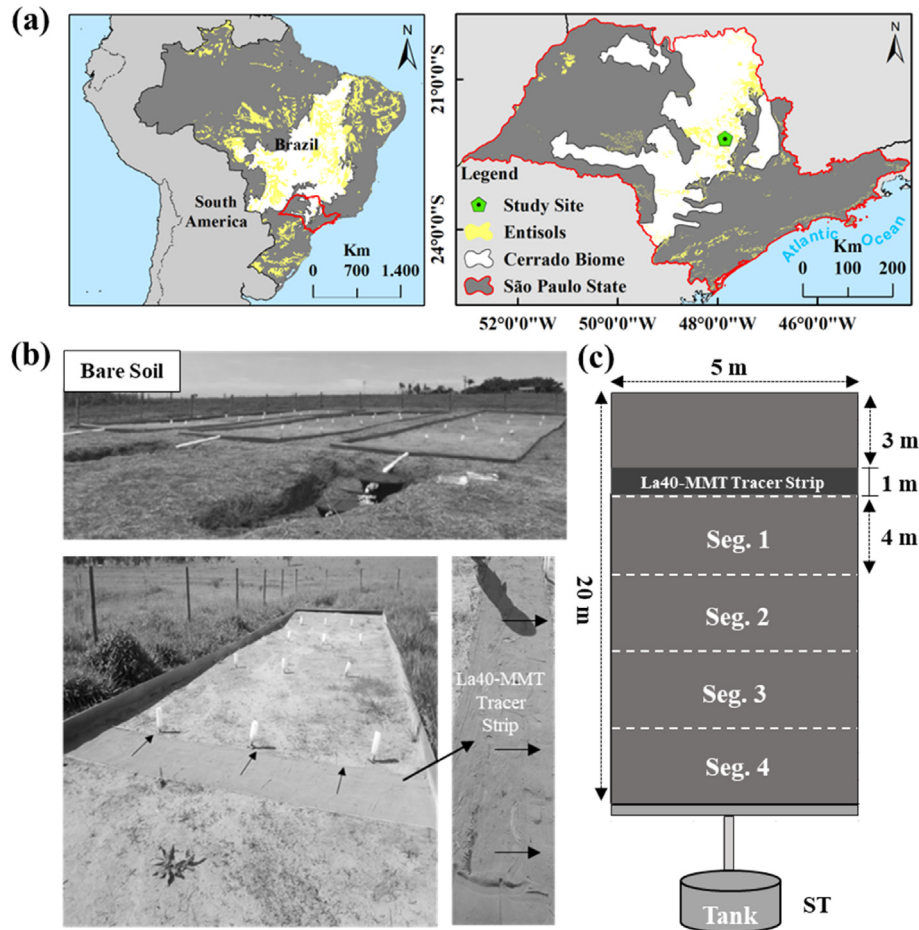 (a)
N
Brazil
South
America
Km
0 700 1.400
21°0'0"S
24°0'0"S
N
Legend
Study Site
Entisols
Cerrado Biome
São Paulo State
Atlantic Ocean
Km
0 100 200
52°0'0"W 50°0'0"W 48°0'0"W 46°0'0"W
(b)
Bare Soil
La40-MMT
Tracer
Strip
(c)
5 m
3 m
La40-MMT Tracer Strip
1 m
4 m
20 m
Seg. 1
Seg. 2
Seg. 3
Seg. 4
Tank
ST